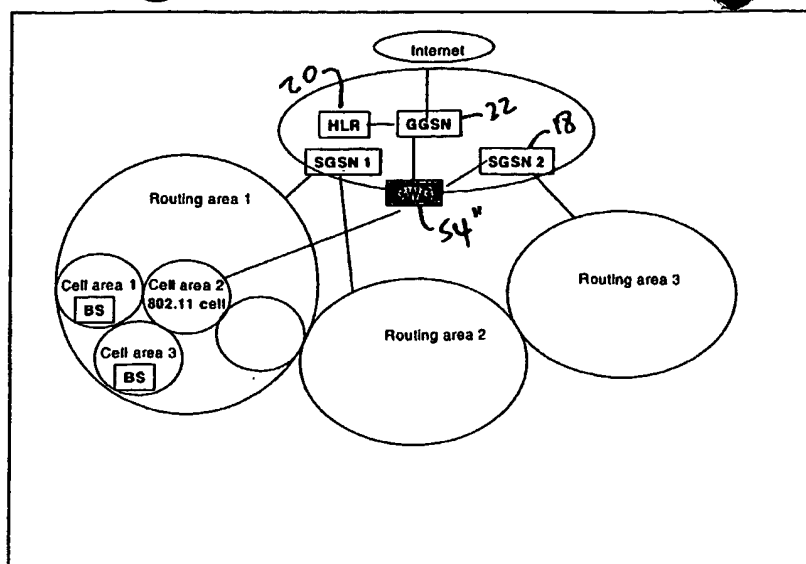 Internet
20
HLR
GGSN
22
18
SGSN 1
SGSN 2
54"
Routing area 1
Cell area 1
BS
Cell area 2
802.11 cell
Cell area 3
BS
Routing area 2
Routing area 3